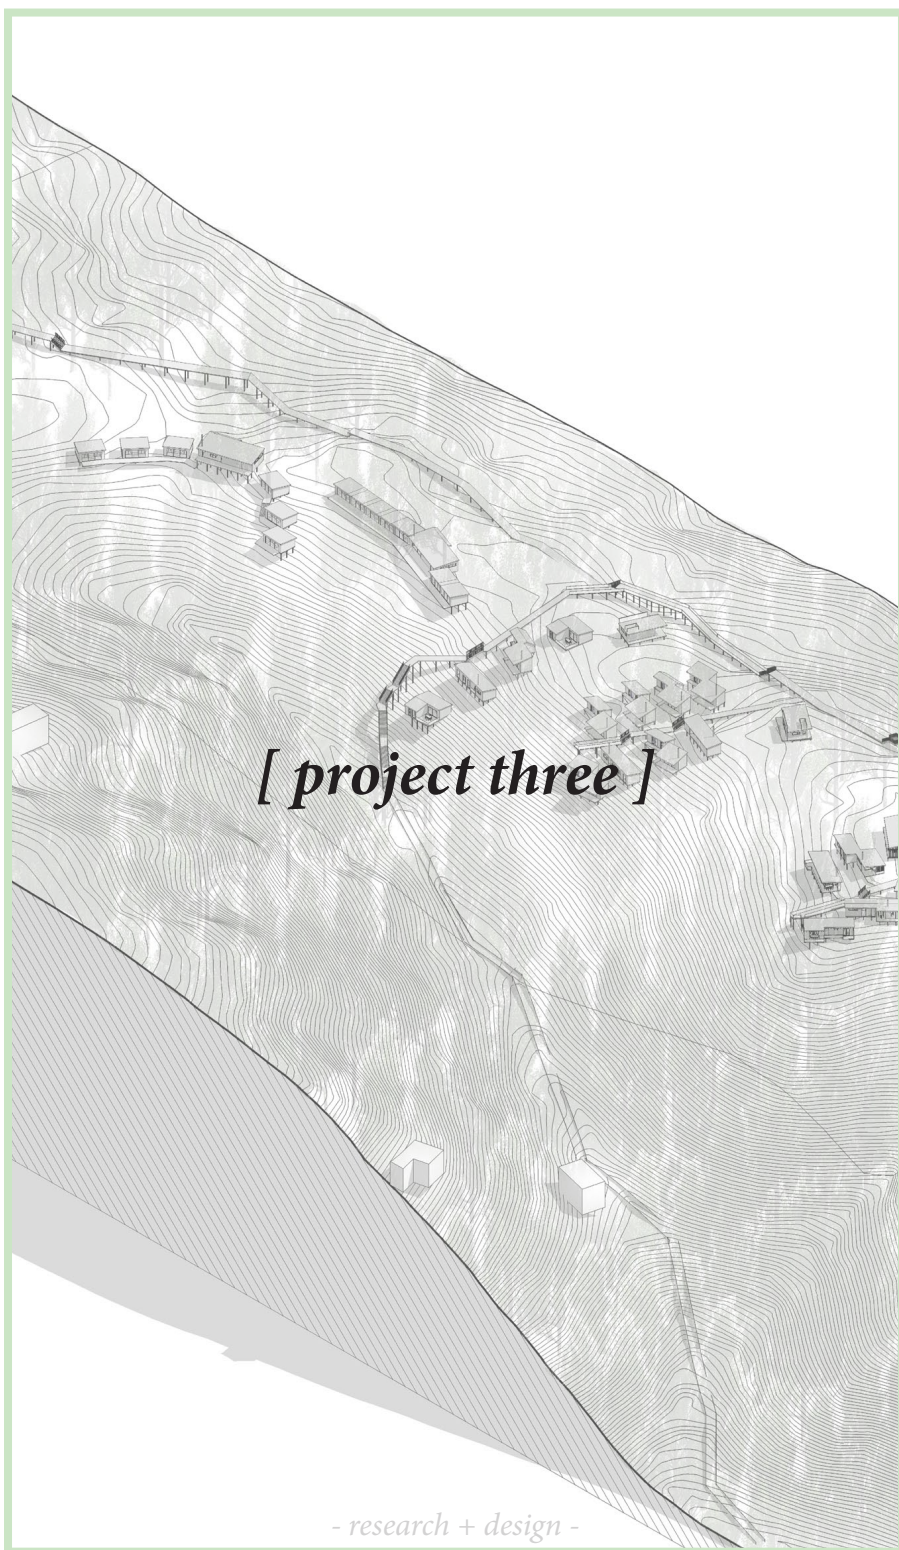 [ project three ]
- research + design -